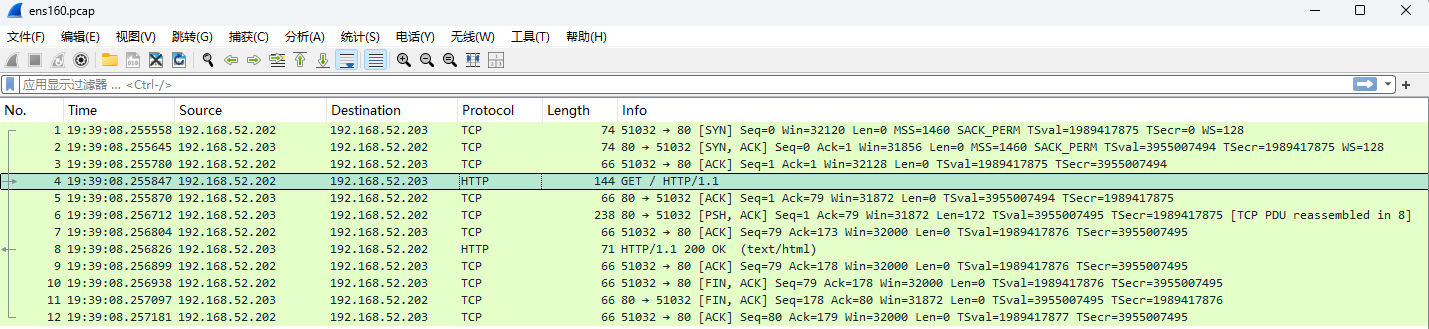 ens160.pcap
文件(F) 编辑(E) 视图(V) 跳转(G) 捕获(C) 分析(A) 统计(S) 电话(Y) 无线(W) 工具(T) 帮助(H)
应用显示过滤器 … <Ctrl-/>
No. Time Source Destination Protocol Length Info
1 19:39:08.255558 192.168.52.202 192.168.52.203 TCP 74 51032 → 80 [SYN] Seq=0 Win=32120 Len=0 MSS=1460 SACK_PERM TSval=1989417875 TSecr=0 WS=128
2 19:39:08.255645 192.168.52.203 192.168.52.202 TCP 74 80 → 51032 [SYN, ACK] Seq=0 Ack=1 Win=31856 Len=0 MSS=1460 SACK_PERM TSval=3955007494 TSecr=1989417875 WS=128
3 19:39:08.255780 192.168.52.202 192.168.52.203 TCP 66 51032 → 80 [ACK] Seq=1 Ack=1 Win=32128 Len=0 TSval=1989417875 TSecr=3955007494
4 19:39:08.255847 192.168.52.202 192.168.52.203 HTTP 144 GET / HTTP/1.1
5 19:39:08.255870 192.168.52.203 192.168.52.202 TCP 66 80 → 51032 [ACK] Seq=1 Ack=79 Win=31872 Len=0 TSval=3955007494 TSecr=1989417875
6 19:39:08.256712 192.168.52.203 192.168.52.202 TCP 238 80 → 51032 [PSH, ACK] Seq=1 Ack=79 Win=31872 Len=172 TSval=3955007495 TSecr=1989417875 [TCP PDU reassembled in 8]
7 19:39:08.256804 192.168.52.202 192.168.52.203 TCP 66 51032 → 80 [ACK] Seq=79 Ack=173 Win=32000 Len=0 TSval=1989417876 TSecr=3955007495
8 19:39:08.256826 192.168.52.203 192.168.52.202 HTTP 71 HTTP/1.1 200 OK (text/html)
9 19:39:08.256899 192.168.52.202 192.168.52.203 TCP 66 51032 → 80 [ACK] Seq=79 Ack=178 Win=32000 Len=0 TSval=1989417876 TSecr=3955007495
10 19:39:08.256938 192.168.52.202 192.168.52.203 TCP 66 51032 → 80 [FIN, ACK] Seq=79 Ack=178 Win=32000 Len=0 TSval=1989417876 TSecr=3955007495
11 19:39:08.257097 192.168.52.203 192.168.52.202 TCP 66 80 → 51032 [FIN, ACK] Seq=178 Ack=80 Win=31872 Len=0 TSval=3955007495 TSecr=1989417876
12 19:39:08.257181 192.168.52.202 192.168.52.203 TCP 66 51032 → 80 [ACK] Seq=80 Ack=179 Win=32000 Len=0 TSval=1989417877 TSecr=3955007495